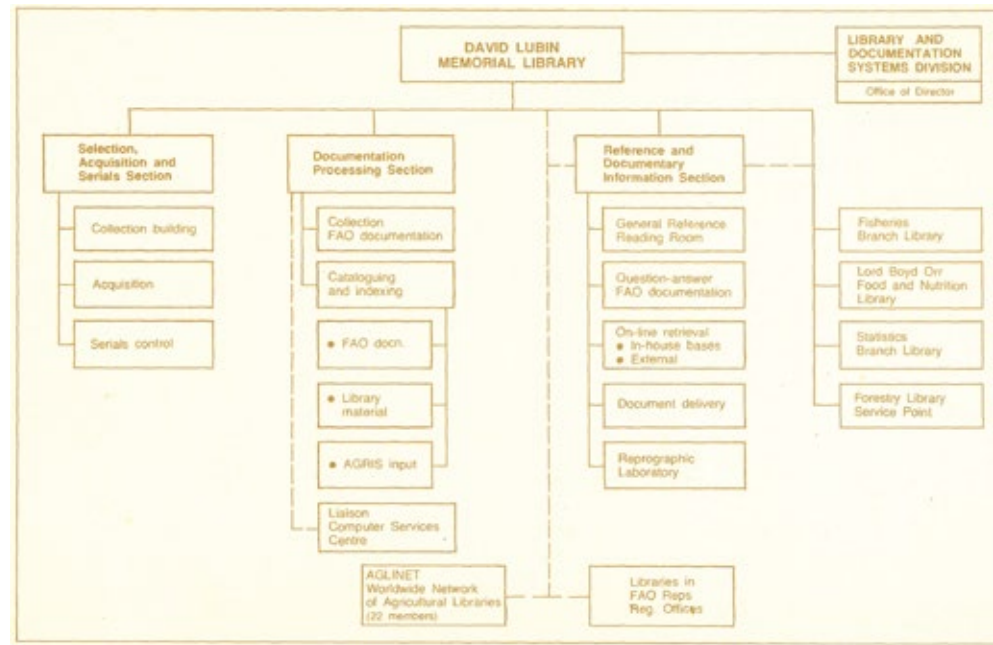 DAVID LUBIN
MEMORIAL LIBRARY
LIBRARY AND
DOCUMENTATION
SYSTEMS DIVISION
Office of Director
Selection,
Acquisition and
Serials Section
Collection building
Acquisition
Serials control
Documentation
Processing Section
Collection
FAO documentation
Cataloguing
and indexing
• FAO docn.
• Library
material
• AGRIS input
Liaison
Computer Services
Centre
Reference and
Documentary
Information Section
General Reference
Reading Room
Question-answer
FAO documentation
On-line retrieval
• In-house bases
• External
Document delivery
Reprographic
Laboratory
Fisheries
Branch Library
Lord Boyd Orr
Food and Nutrition
Library
Statistics
Branch Library
Forestry Library
Service Point
AGLINET
Worldwide Network
of Agricultural Libraries
(22 members)
Libraries in
FAO Reps
Reg. Offices